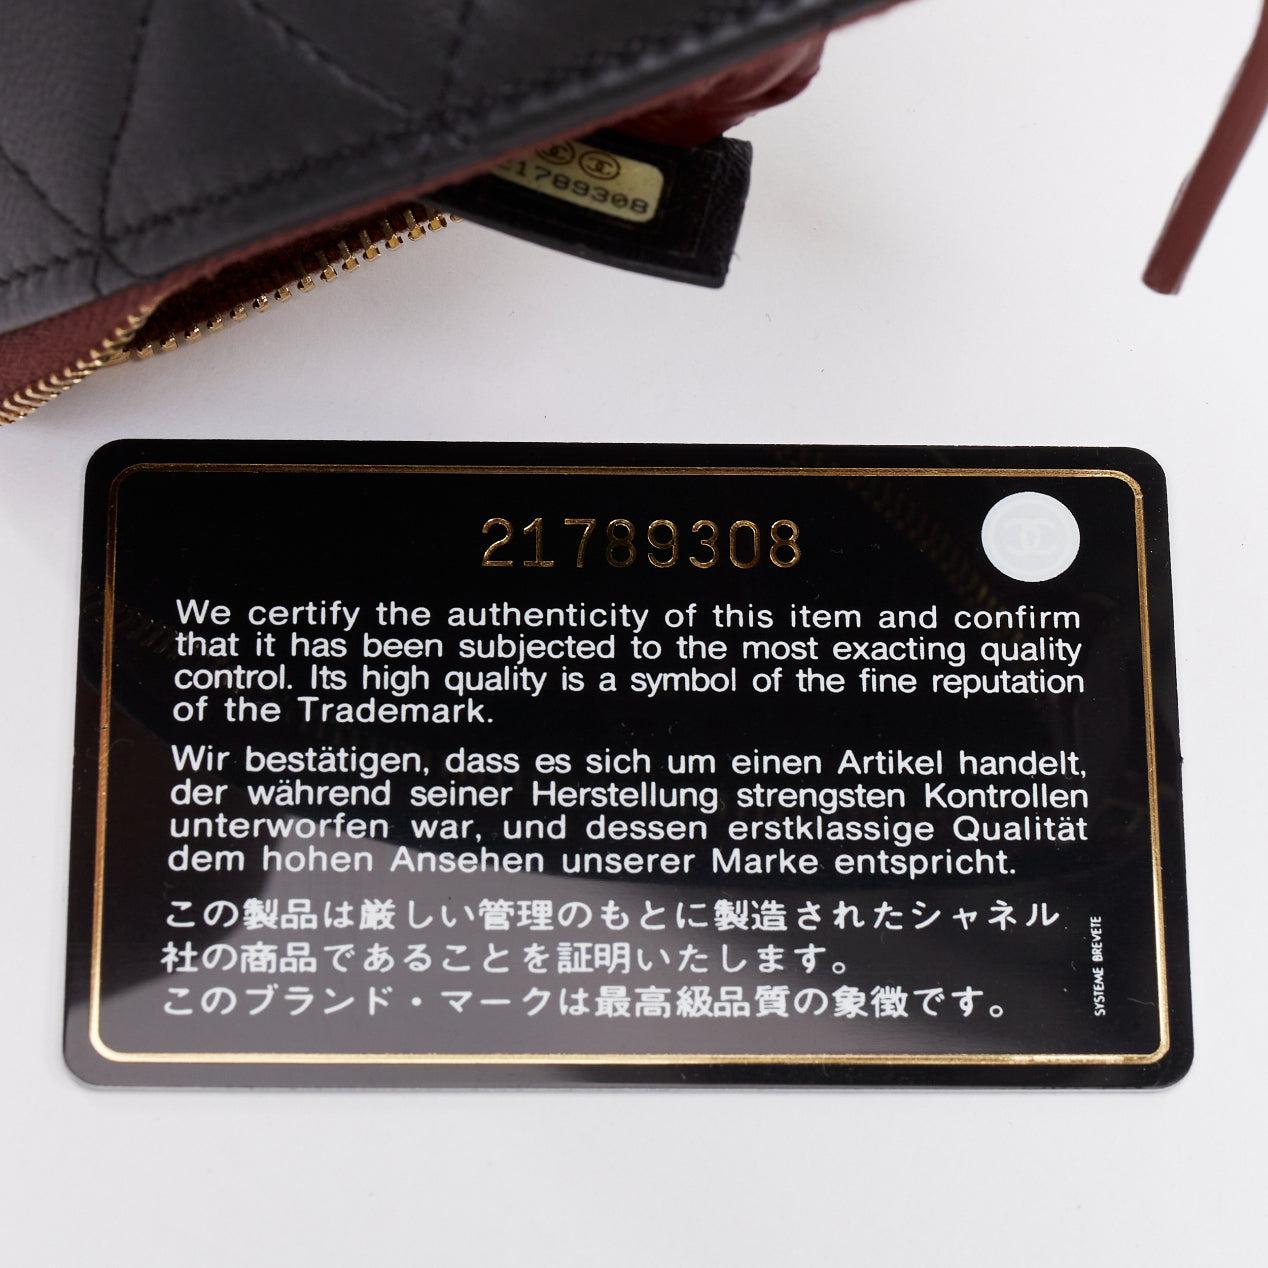 21789308
21789308
We certify the authenticity of this item and confirm
that it has been subjected to the most exacting quality
control. Its high quality is a symbol of the fine reputation
of the Trademark.
Wir bestätigen, dass es sich um einen Artikel handelt,
der während seiner Herstellung strengsten Kontrollen
unterworfen war, und dessen erstklassige Qualität
dem hohen Ansehen unserer Marke entspricht.
この製品は厳しい管理のもとに製造されたシャネル
社の商品であることを証明いたします。
このブランド・マークは最高級品質の象徴です。
SYSTEME BREVETE